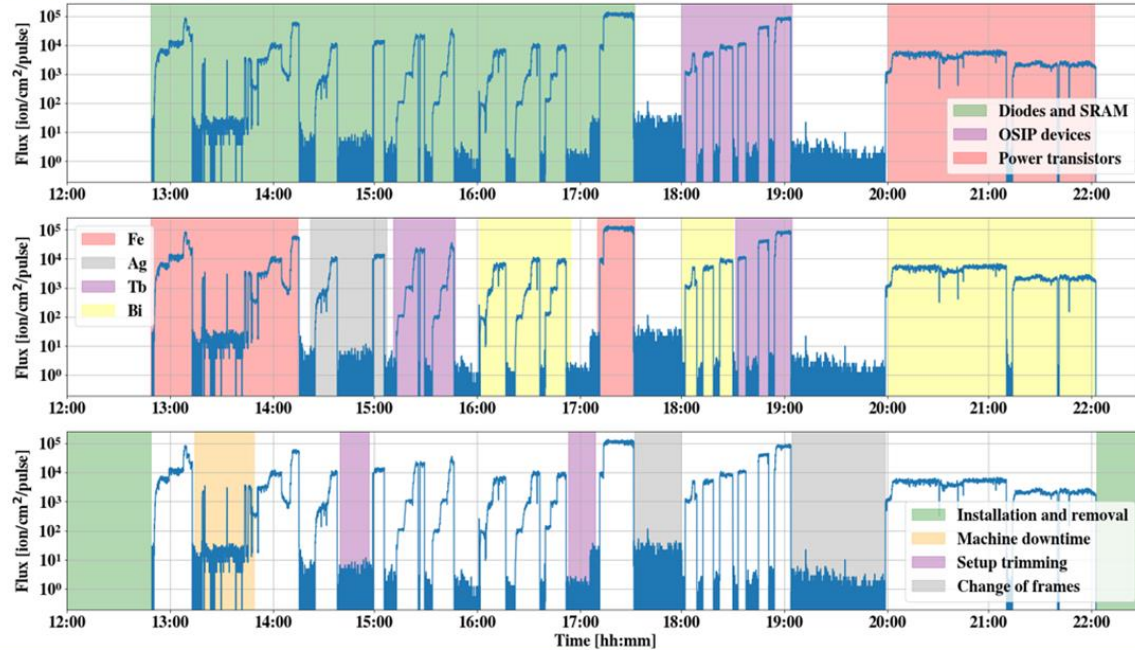 Flux [ion/cm²/pulse]
10⁵
10⁴
10³
10²
10¹
10⁰
Diodes and SRAM
OSIP devices
Power transistors
12:00 13:00 14:00 15:00 16:00 17:00 18:00 19:00 20:00 21:00 22:00
Flux [ion/cm²/pulse]
10⁵
10⁴
10³
10²
10¹
10⁰
Fe
Ag
Tb
Bi
12:00 13:00 14:00 15:00 16:00 17:00 18:00 19:00 20:00 21:00 22:00
Flux [ion/cm²/pulse]
10⁵
10⁴
10³
10²
10¹
10⁰
Installation and removal
Machine downtime
Setup trimming
Change of frames
12:00 13:00 14:00 15:00 16:00 17:00 18:00 19:00 20:00 21:00 22:00
Time [hh:mm]